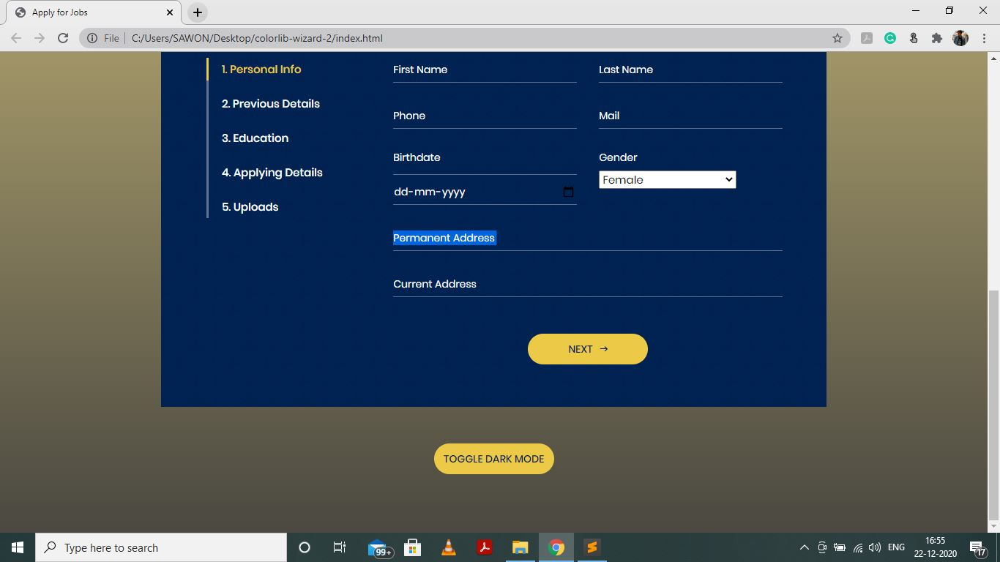 Apply for Jobs
File C:/Users/SAWON/Desktop/colorlib-wizard-2/index.html
1. Personal Info
2. Previous Details
3. Education
4. Applying Details
5. Uploads
First Name Last Name
Phone Mail
Birthdate Gender
dd-mm-yyyy Female
Permanent Address
Current Address
NEXT →
TOGGLE DARK MODE
Type here to search
99+
ENG
16:55
22-12-2020
17